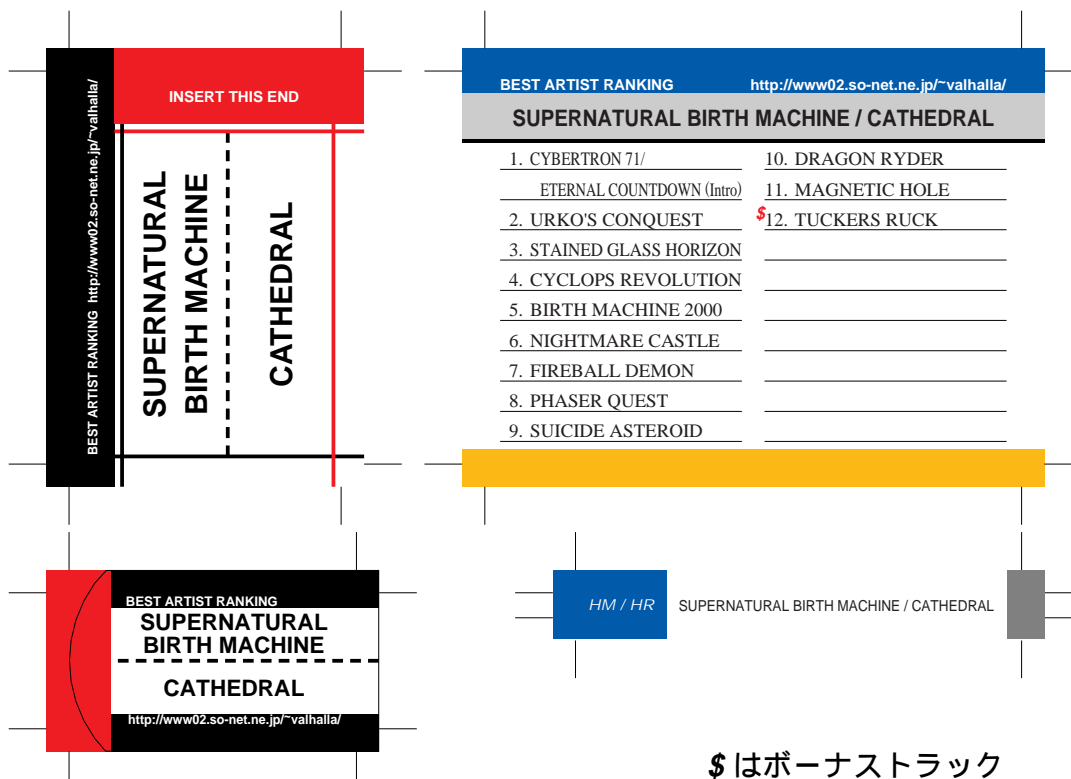 INSERT THIS END
BEST ARTIST RANKING  http://www02.so-net.ne.jp/~valhalla/
SUPERNATURAL
BIRTH MACHINE
CATHEDRAL
BEST ARTIST RANKING
http://www02.so-net.ne.jp/~valhalla/
SUPERNATURAL BIRTH MACHINE / CATHEDRAL
1. CYBERTRON 71/
ETERNAL COUNTDOWN (Intro)
2. URKO'S CONQUEST
3. STAINED GLASS HORIZON
4. CYCLOPS REVOLUTION
5. BIRTH MACHINE 2000
6. NIGHTMARE CASTLE
7. FIREBALL DEMON
8. PHASER QUEST
9. SUICIDE ASTEROID
10. DRAGON RYDER
11. MAGNETIC HOLE
$12. TUCKERS RUCK
BEST ARTIST RANKING
SUPERNATURAL
BIRTH MACHINE
CATHEDRAL
http://www02.so-net.ne.jp/~valhalla/
HM / HR
SUPERNATURAL BIRTH MACHINE / CATHEDRAL
$ はボーナストラック